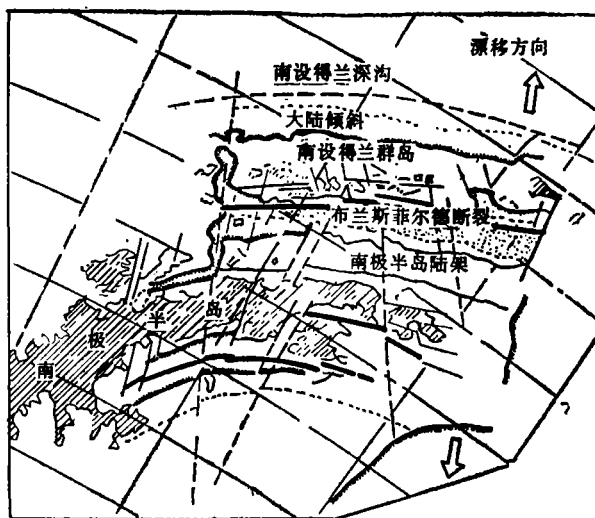 漂移方向
南设得兰深沟
大陆倾斜
南设得兰群岛
布兰斯菲尔德断裂
南极半岛陆架
南极半岛